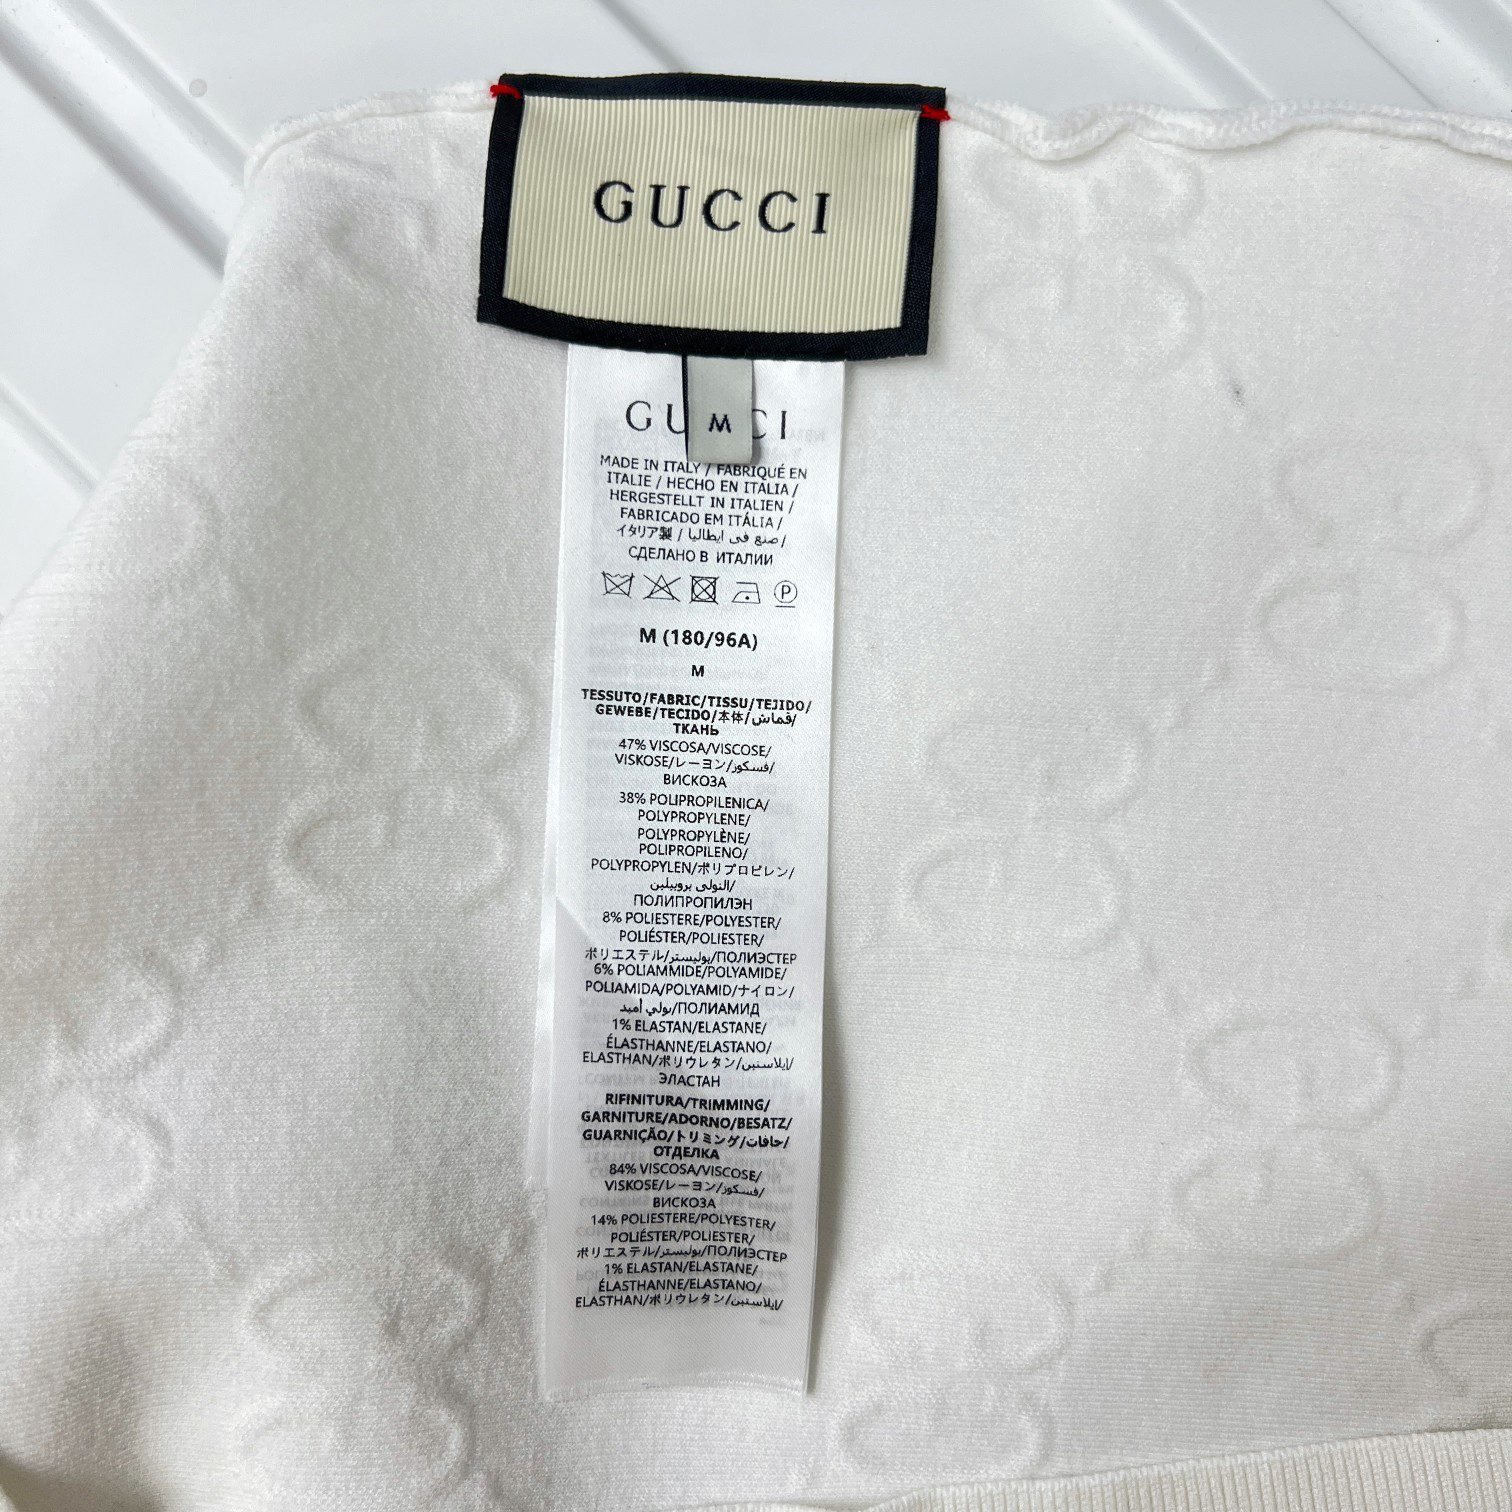 GUCCI
M
GUCCI
MADE IN ITALY / FABRIQUÉ EN
ITALIE / HECHO EN ITALIA /
HERGESTELLT IN ITALIEN /
FABRICADO EM ITÁLIA /
イタリア製 / صنع في ايطاليا /
СДЕЛАНО В ИТАЛИИ
P
M (180/96A)
M
TESSUTO/FABRIC/TISSU/TEJIDO/
GEWEBE/TECIDO/本体/قماش/
ТКАНЬ
47% VISCOSA/VISCOSE/
VISKOSE/レーヨン/فسكوز/
ВИСКОЗА
38% POLIPROPILENICA/
POLYPROPYLENE/
POLYPROPYLÈNE/
POLIPROPILENO/
POLYPROPYLEN/ポリプロピレン/
النولى بروبيلين/
ПОЛИПРОПИЛЭН
8% POLIESTERE/POLYESTER/
POLIÉSTER/POLIESTER/
ポリエステル/بوليستر/ПОЛИЭСТЕР
6% POLIAMMIDE/POLYAMIDE/
POLIAMIDA/POLYAMID/ナイロン/
بولي أميد/ПОЛИАМИД
1% ELASTAN/ELASTANE/
ÉLASTHANNE/ELASTANO/
ELASTHAN/ポリウレタン/ايلاستين/
ЭЛАСТАН
RIFINITURA/TRIMMING/
GARNITURE/ADORNO/BESATZ/
GUARNIÇÃO/トリミング/حافات/
ОТДЕЛКА
84% VISCOSA/VISCOSE/
VISKOSE/レーヨン/فسكوز/
ВИСКОЗА
14% POLIESTERE/POLYESTER/
POLIÉSTER/POLIESTER/
ポリエステル/بوليستر/ПОЛИЭСТЕР
1% ELASTAN/ELASTANE/
ÉLASTHANNE/ELASTANO/
ELASTHAN/ポリウレタン/ايلاستين/